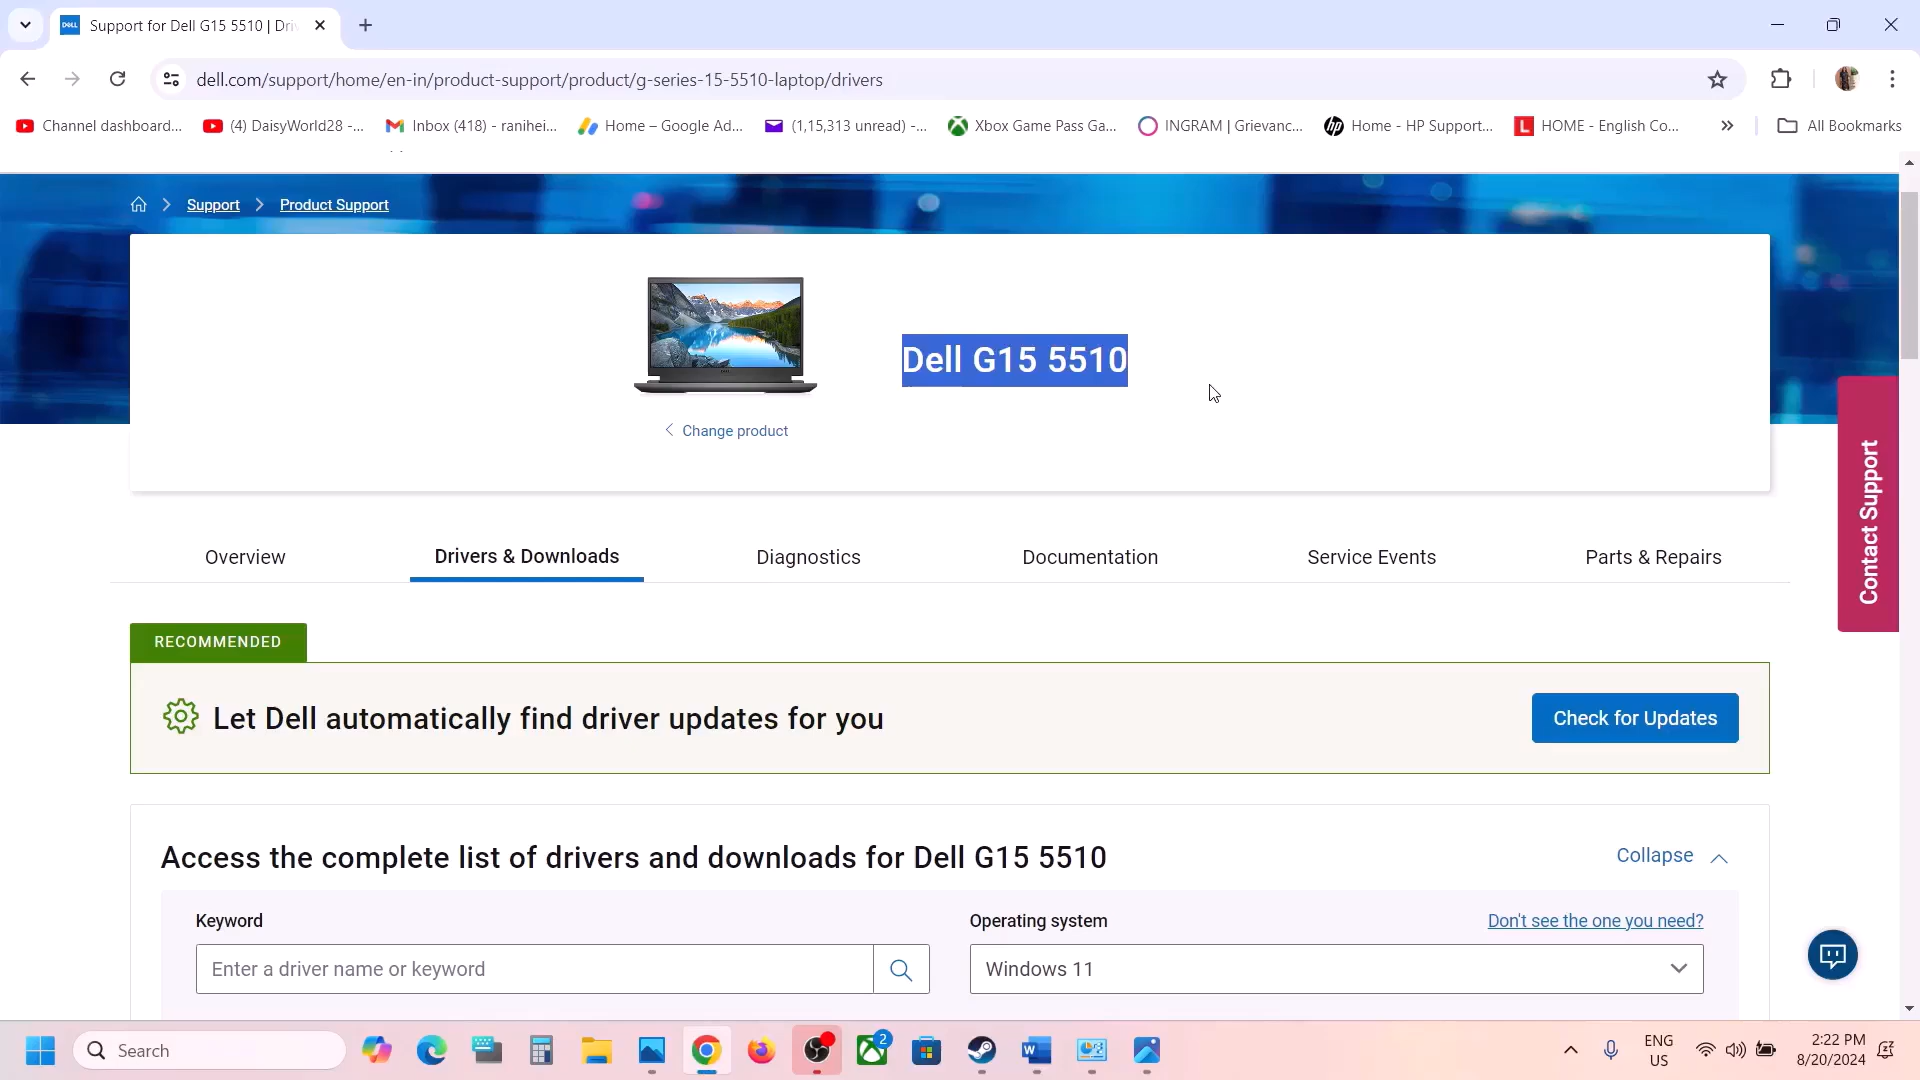 Support for Dell G15 5510 | Dri
dell.com/support/home/en-in/product-support/product/g-series-15-5510-laptop/drivers
Channel dashboard...
(4) DaisyWorld28 -...
Inbox (418) - ranihei...
Home – Google Ad...
(1,15,313 unread) -...
Xbox Game Pass Ga...
INGRAM | Grievanc...
Home - HP Support...
HOME - English Co...
All Bookmarks
Support
Product Support
Dell G15 5510
Change product
Contact Support
Overview
Drivers & Downloads
Diagnostics
Documentation
Service Events
Parts & Repairs
RECOMMENDED
Let Dell automatically find driver updates for you
Check for Updates
Access the complete list of drivers and downloads for Dell G15 5510
Collapse
Keyword
Operating system
Don't see the one you need?
Enter a driver name or keyword
Windows 11
Search
2
ENG
US
2:22 PM
8/20/2024